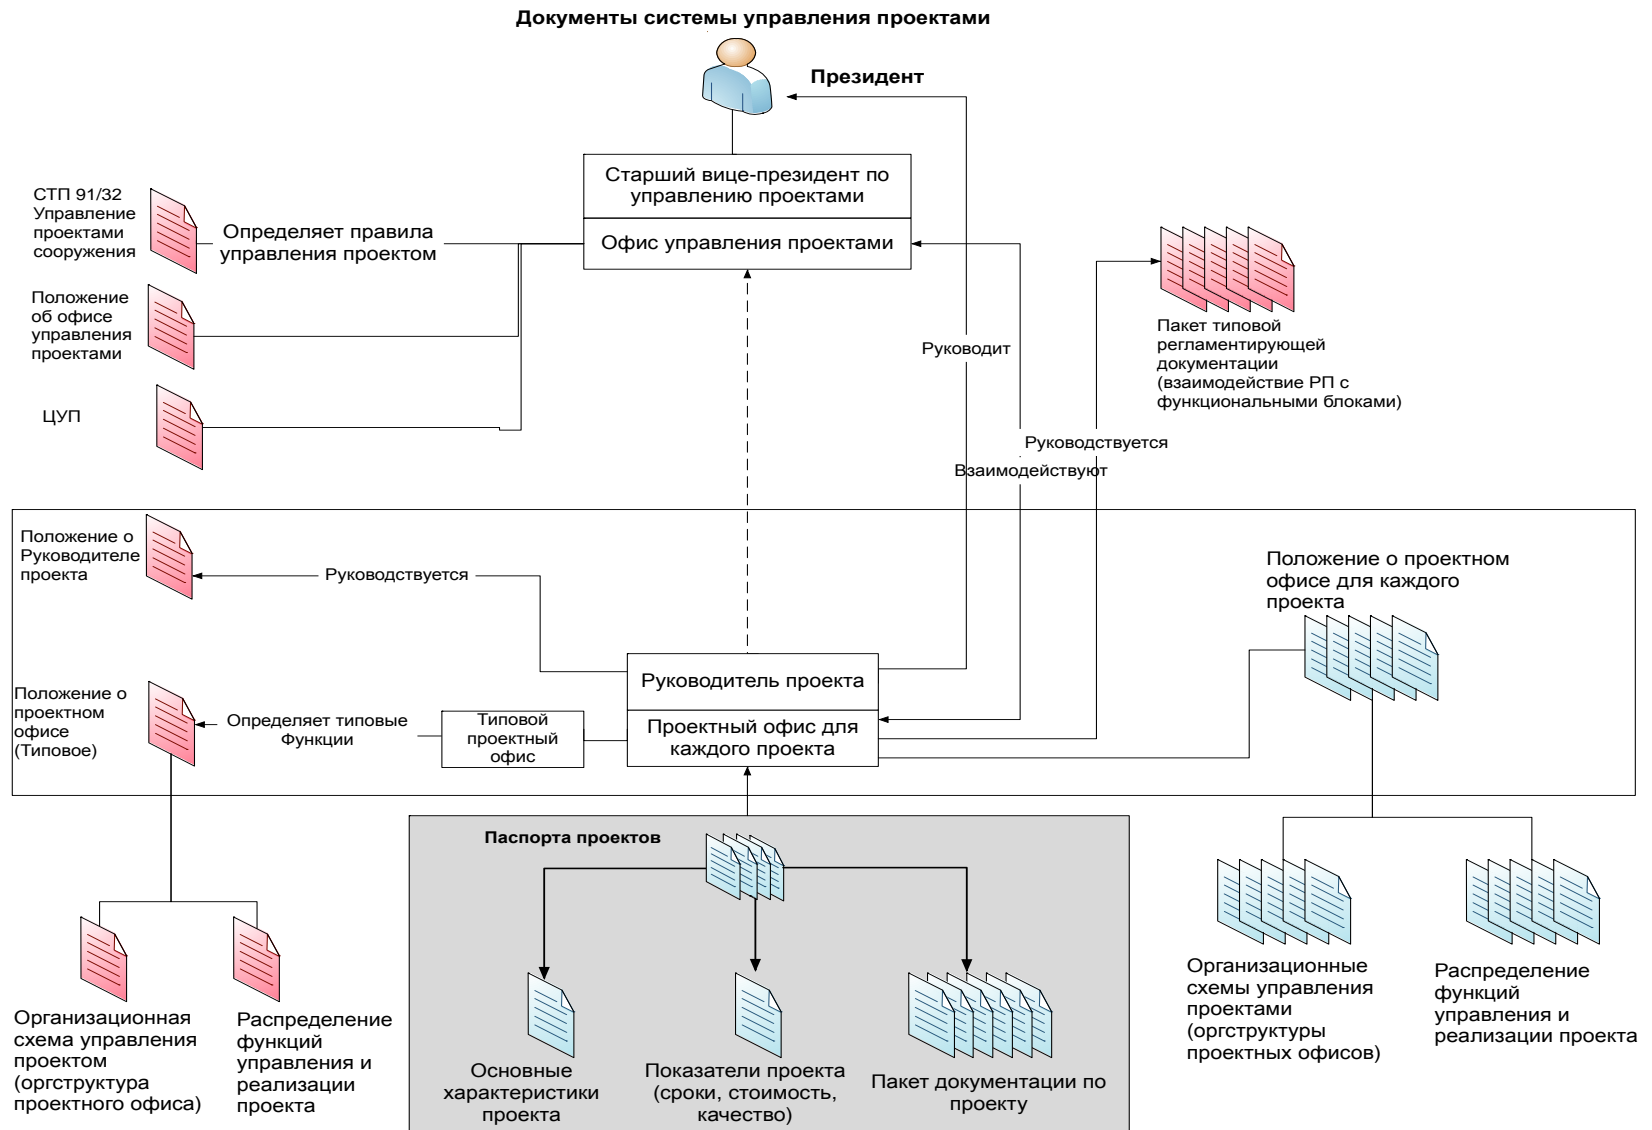 Документы системы управления проектами
Президент
Старший вице-президент по
управлению проектами
Офис управления проектами
СТП 91/32
Управление
проектами
сооружения
Определяет правила
управления проектом
Положение
об офисе
управления
проектами
ЦУП
Руководит
Пакет типовой
регламентирующей
документации
(взаимодействие РП с
функциональными блоками)
Руководствуется
Взаимодействуют
Положение о
Руководителе
проекта
Руководствуется
Положение о проектном
офисе для каждого
проекта
Руководитель проекта
Проектный офис для
каждого проекта
Положение о
проектном
офисе
(Типовое)
Определяет типовые
Функции
Типовой
проектный
офис
Паспорта проектов
Основные
характеристики
проекта
Показатели проекта
(сроки, стоимость,
качество)
Пакет документации по
проекту
Организационная
схема управления
проектом
(оргструктура
проектного офиса)
Распределение
функций
управления и
реализации
проекта
Организационные
схемы управления
проектами
(оргструктуры
проектных офисов)
Распределение
функций
управления и
реализации проекта